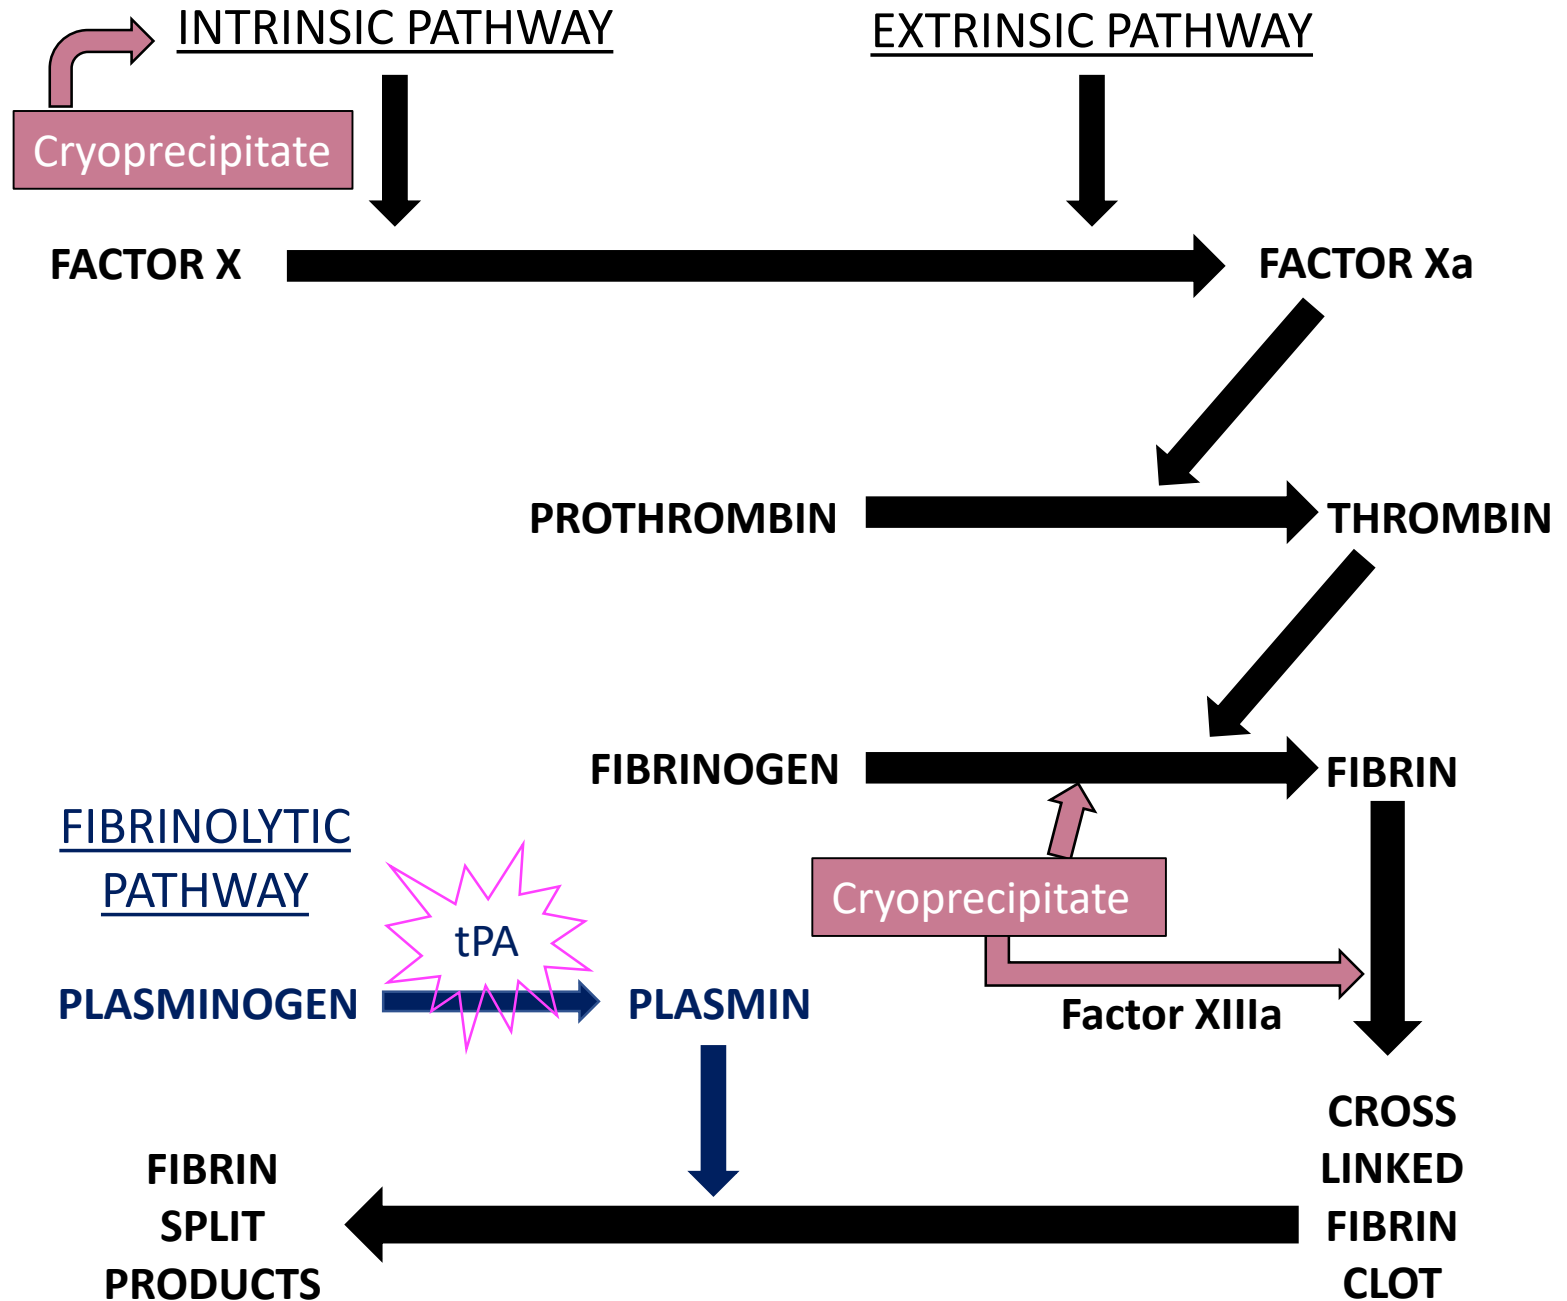 INTRINSIC PATHWAY
EXTRINSIC PATHWAY
Cryoprecipitate
FACTOR X
FACTOR Xa
PROTHROMBIN
THROMBIN
FIBRINOGEN
FIBRIN
FIBRINOLYTIC
PATHWAY
Cryoprecipitate
tPA
PLASMINOGEN
PLASMIN
Factor XIIIa
CROSS
LINKED
FIBRIN
CLOT
FIBRIN
SPLIT
PRODUCTS